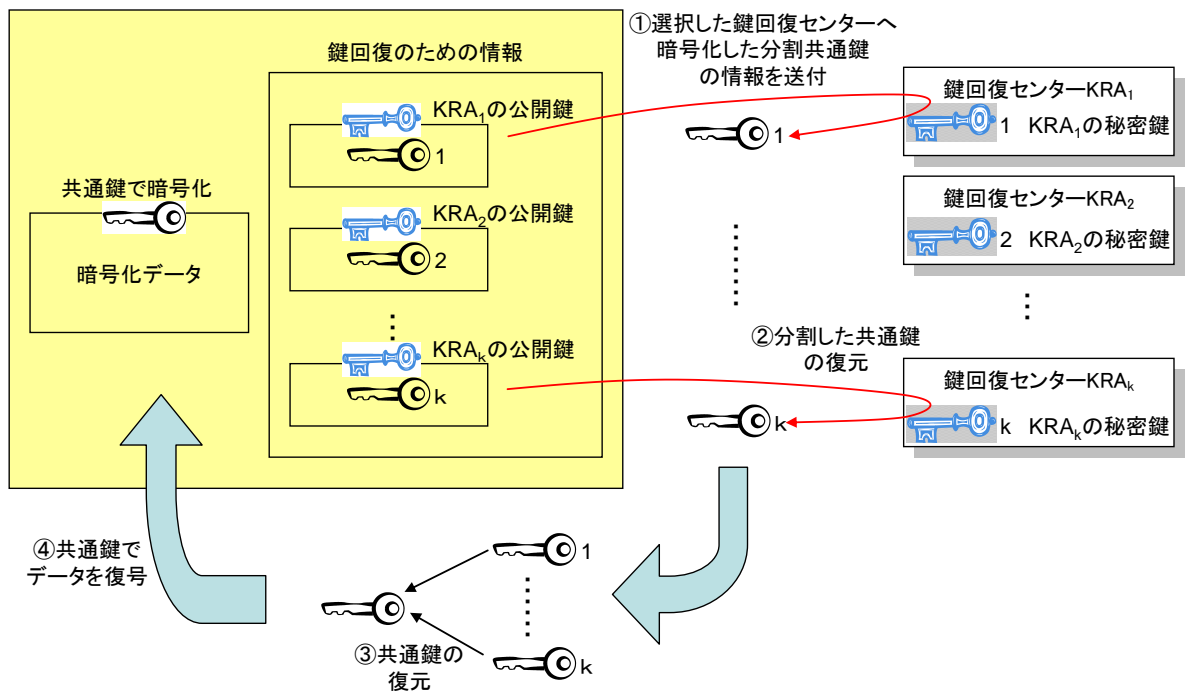 鍵回復のための情報
KRA1の公開鍵
1
KRA2の公開鍵
2
KRAkの公開鍵
k
共通鍵で暗号化
暗号化データ
①選択した鍵回復センターへ
暗号化した分割共通鍵
の情報を送付
1
鍵回復センターKRA1
1 KRA1の秘密鍵
鍵回復センターKRA2
2 KRA2の秘密鍵
②分割した共通鍵
の復元
k
鍵回復センターKRAk
k KRAkの秘密鍵
④共通鍵で
データを復号
1
③共通鍵の
復元
k